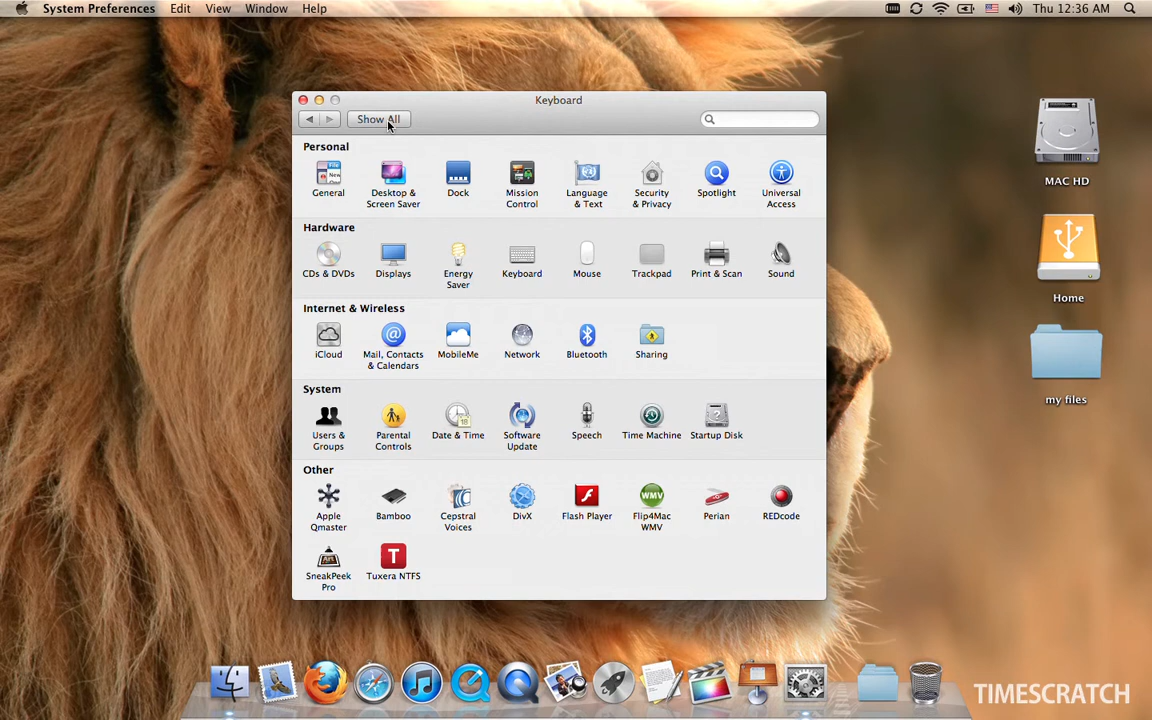 System Preferences Edit View Window Help Thu 12:36 AM
Keyboard
Show All
Personal
General
Desktop &
Screen Saver
Dock
Mission
Control
Language
& Text
Security
& Privacy
Spotlight
Universal
Access
Hardware
CDs & DVDs
Displays
Energy
Saver
Keyboard
Mouse
Trackpad
Print & Scan
Sound
Internet & Wireless
iCloud
Mail, Contacts
& Calendars
MobileMe
Network
Bluetooth
Sharing
System
Users &
Groups
Parental
Controls
Date & Time
Software
Update
Speech
Time Machine
Startup Disk
Other
Apple
Qmaster
Bamboo
Cepstral
Voices
DivX
Flash Player
WMV
Flip4Mac
WMV
Perian
REDcode
Art
SneakPeek
Pro
T
Tuxera NTFS
MAC HD
Home
my files
TIMESCRATCH